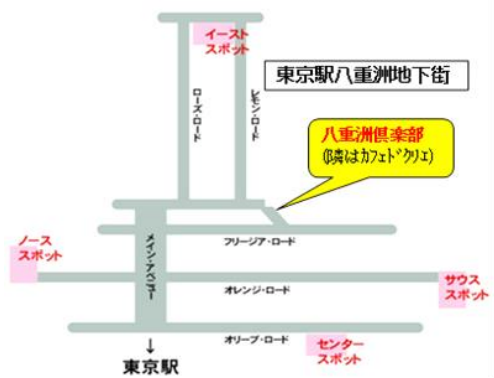 イースト
スポット
東京駅八重洲地下街
ローズ・ロード
レモン・ロード
八重洲倶楽部
(隣はカフェドクリエ)
ノース
スポット
メイン・アベニュー
フリージア・ロード
オレンジ・ロード
サウス
スポット
オリーブ・ロード
センター
スポット
↓
東京駅